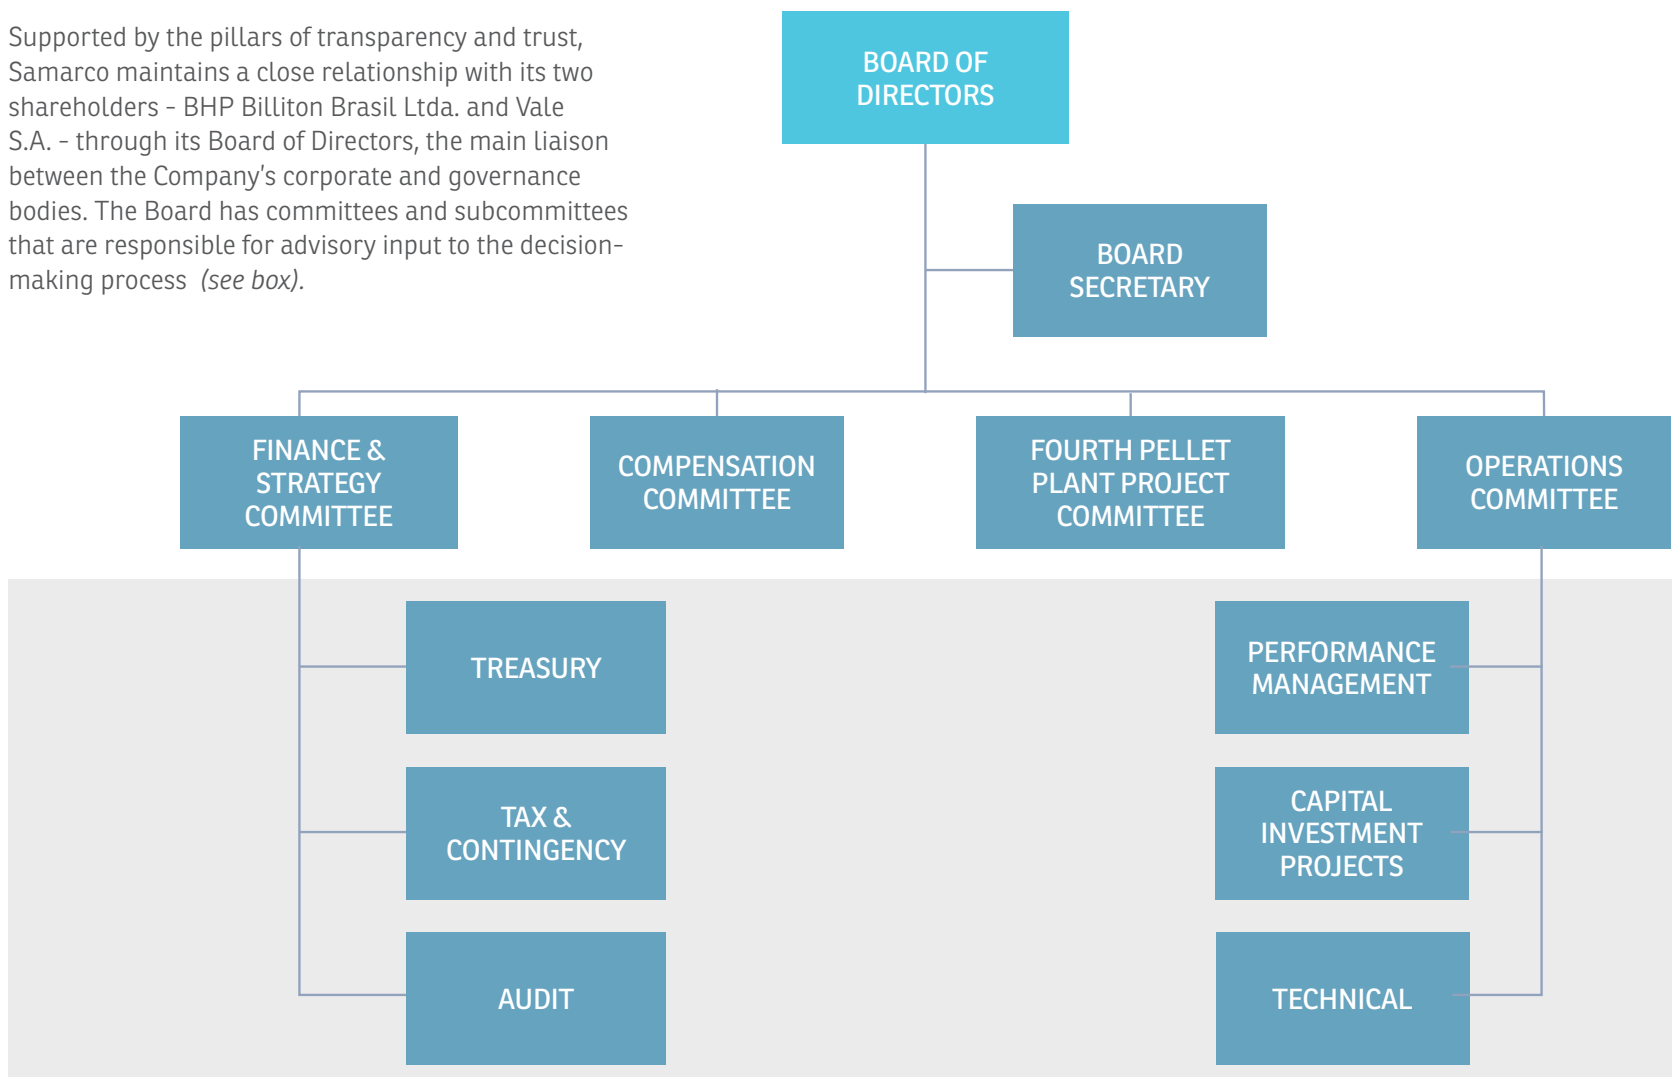 Supported by the pillars of transparency and trust,
Samarco maintains a close relationship with its two
shareholders - BHP Billiton Brasil Ltda. and Vale
S.A. - through its Board of Directors, the main liaison
between the Company's corporate and governance
bodies. The Board has committees and subcommittees
that are responsible for advisory input to the decision-
making process (see box).
BOARD OF
DIRECTORS
BOARD
SECRETARY
FINANCE &
STRATEGY
COMMITTEE
COMPENSATION
COMMITTEE
FOURTH PELLET
PLANT PROJECT
COMMITTEE
OPERATIONS
COMMITTEE
TREASURY
TAX &
CONTINGENCY
AUDIT
PERFORMANCE
MANAGEMENT
CAPITAL
INVESTMENT
PROJECTS
TECHNICAL